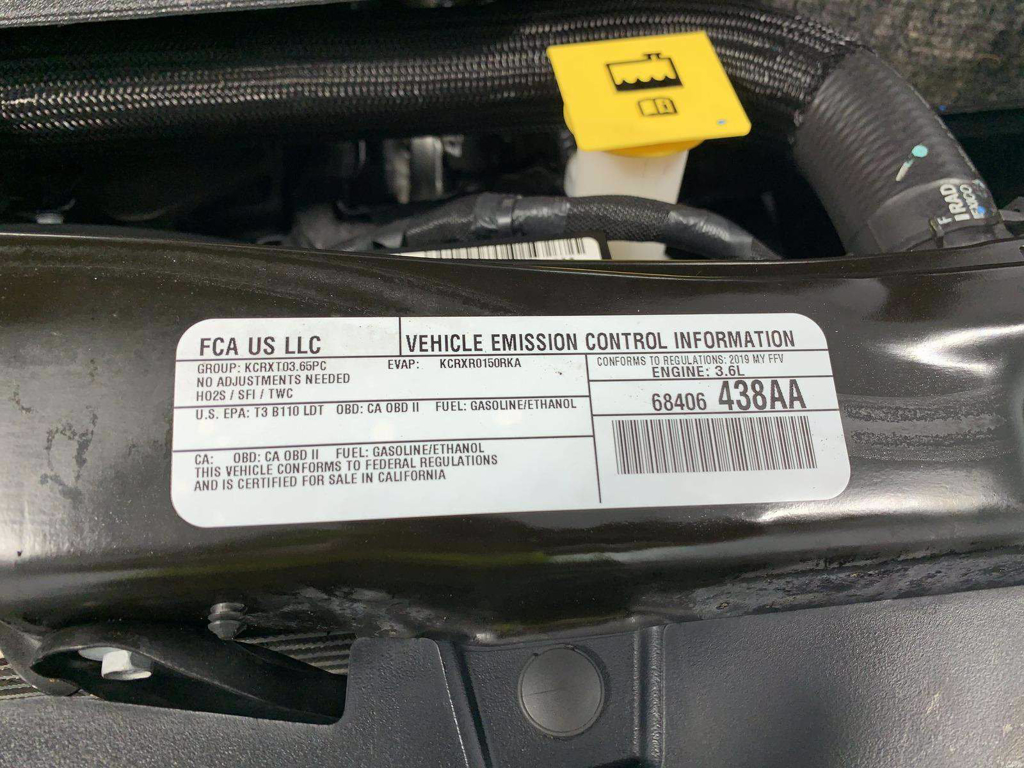 F
RAD
FCA US LLC
VEHICLE EMISSION CONTROL INFORMATION
GROUP: KCRXT03.65PC EVAP: KCRXR0150RKA
NO ADJUSTMENTS NEEDED
HO2S / SFI / TWC
CONFORMS TO REGULATIONS: 2019 MY FFV
ENGINE: 3.6L
68406 438AA
U.S. EPA: T3 B110 LDT OBD: CA OBD II FUEL: GASOLINE/ETHANOL
CA: OBD: CA OBD II FUEL: GASOLINE/ETHANOL
THIS VEHICLE CONFORMS TO FEDERAL REGULATIONS
AND IS CERTIFIED FOR SALE IN CALIFORNIA